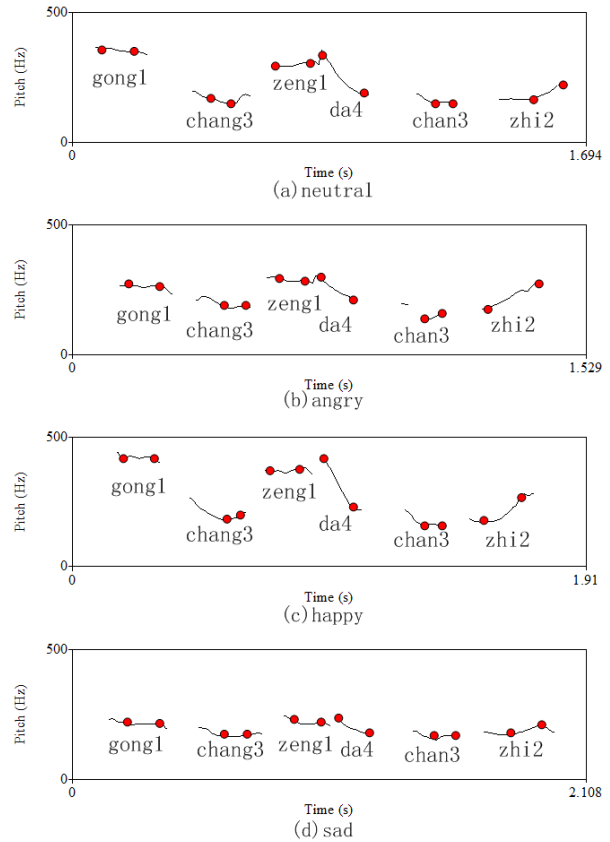 500
Pitch (Hz)
gong1
chang3
zeng1
da4
chan3
zhi2
0
0
1.694
Time (s)
(a)neutral
500
Pitch (Hz)
gong1
chang3
zeng1
da4
chan3
zhi2
0
0
1.529
Time (s)
(b)angry
500
Pitch (Hz)
gong1
chang3
zeng1
da4
chan3
zhi2
0
0
1.91
Time (s)
(c)happy
500
Pitch (Hz)
gong1
chang3
zeng1
da4
chan3
zhi2
0
0
2.108
Time (s)
(d)sad